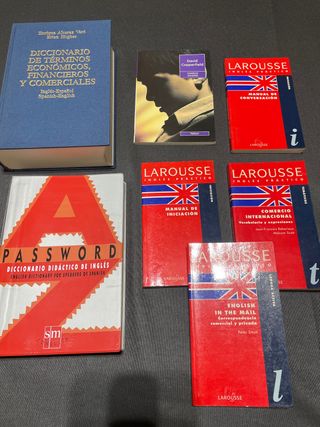 Enrique Alcaraz Varó
Brian Hughes
DICCIONARIO
DE TÉRMINOS
ECONÓMICOS,
FINANCIEROS
Y COMERCIALES
Inglés-Español
Spanish-English
David
Copperfield
LAROUSSE
INGLÉS PRÁCTICO
MANUAL DE
CONVERSACIÓN
LAROUSSE
i
LAROUSSE
INGLÉS PRÁCTICO
MANUAL DE
INICIACIÓN
LAROUSSE
LAROUSSE
INGLÉS PRÁCTICO
COMERCIO
INTERNACIONAL
Vocabulario y expresiones
LAROUSSE
t
PASSWORD
DICCIONARIO DIDÁCTICO DE INGLÉS
ENGLISH DICTIONARY FOR SPEAKERS OF SPANISH
sm
LAROUSSE
ENGLISH
IN THE MAIL
Correspondencia
comercial y privada
LAROUSSE
l